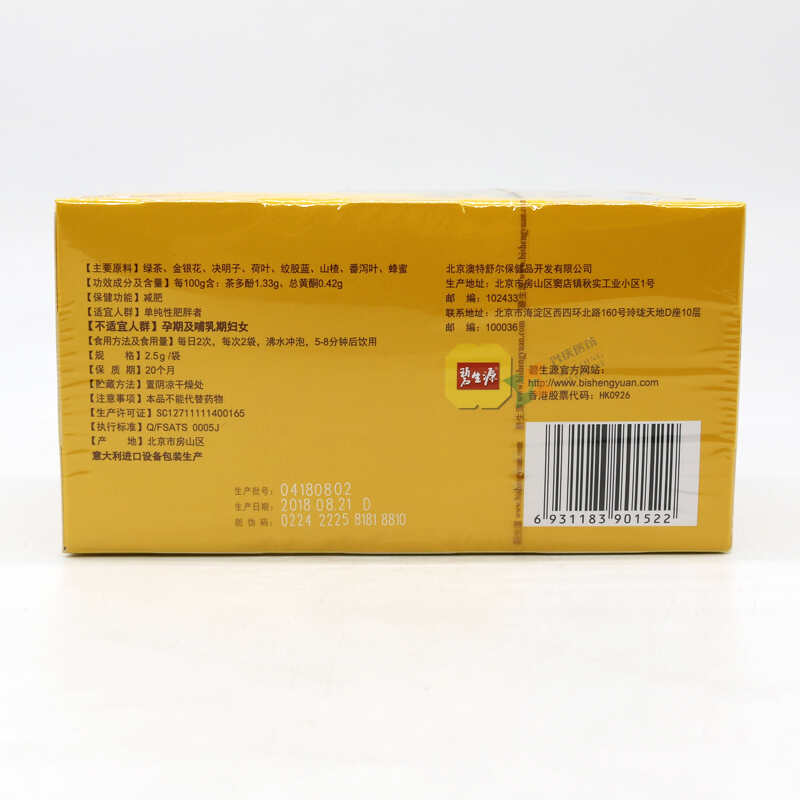 【主要原料】绿茶、金银花、决明子、荷叶、绞股蓝、山楂、番泻叶、蜂蜜
【功效成分及含量】每100g含：茶多酚1.33g、总黄酮0.42g
【保健功能】减肥
【适宜人群】单纯性肥胖者
【不适宜人群】孕期及哺乳期妇女
【食用方法及食用量】每日2次，每次2袋，沸水冲泡，5-8分钟后饮用
【规 格】2.5g/袋
【保 质 期】20个月
【贮藏方法】置阴凉干燥处
【注意事项】本品不能代替药物
【生产许可证】SC12711111400165
【执行标准】Q/FSATS 0005J
【产 地】北京市房山区
意大利进口设备包装生产
生产批号: 04180802
生产日期: 2018.08.21 D
防 伪 码: 0224 2225 8181 8810
北京澳特舒尔保健品开发有限公司
生产地址: 北京市房山区窦店镇秋实工业小区1号
邮 编: 102433
联系地址: 北京市海淀区西四环北路160号玲珑天地D座10层
邮 编: 100036
碧生源
碧生源官方网站:
http://www.bishengyuan.com
香港股票代码: HK0926
6 931183 901522
碧生源 www.bishengyuan.com